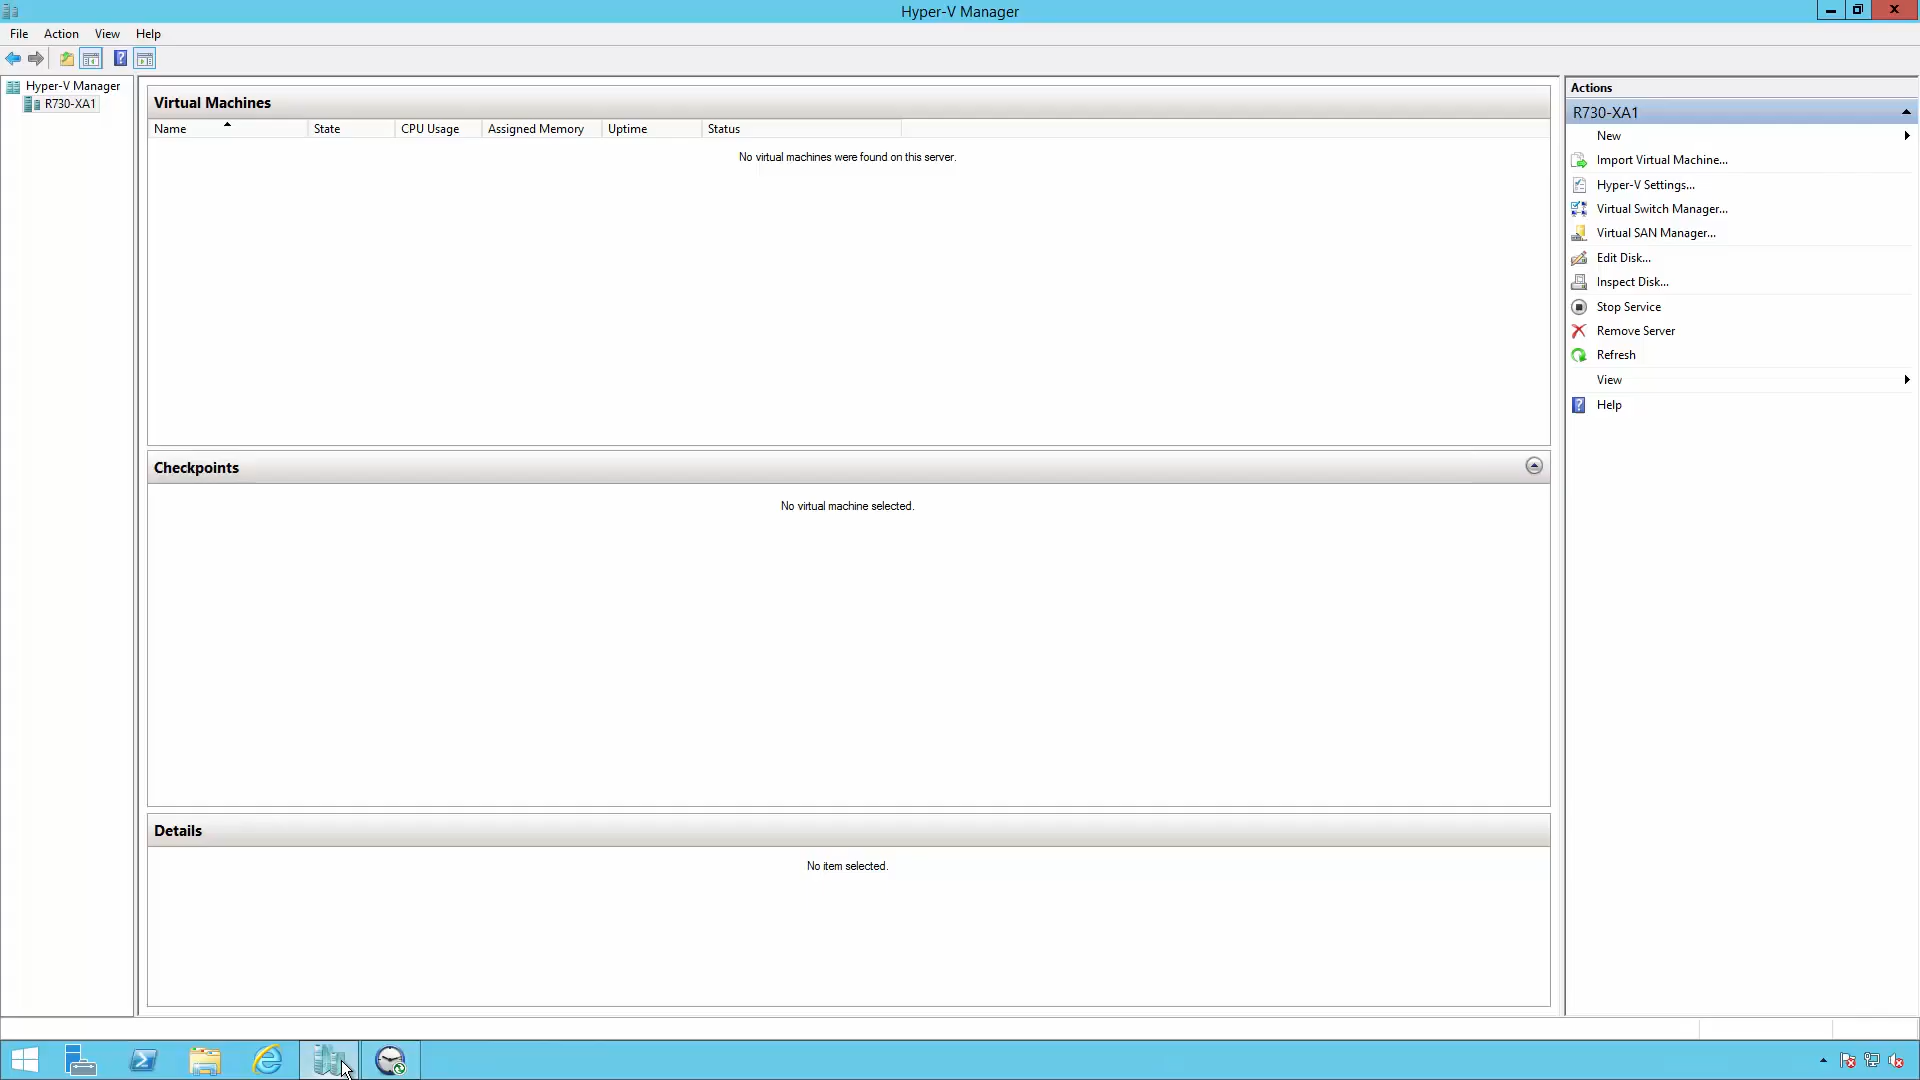 Hyper-V Manager
x
File Action View Help
Hyper-V Manager
R730-XA1
Virtual Machines
Name State CPU Usage Assigned Memory Uptime Status
No virtual machines were found on this server.
Checkpoints
No virtual machine selected.
Details
No item selected.
Actions
R730-XA1
New
Import Virtual Machine...
Hyper-V Settings...
Virtual Switch Manager...
Virtual SAN Manager...
Edit Disk...
Inspect Disk...
Stop Service
Remove Server
Refresh
View
Help